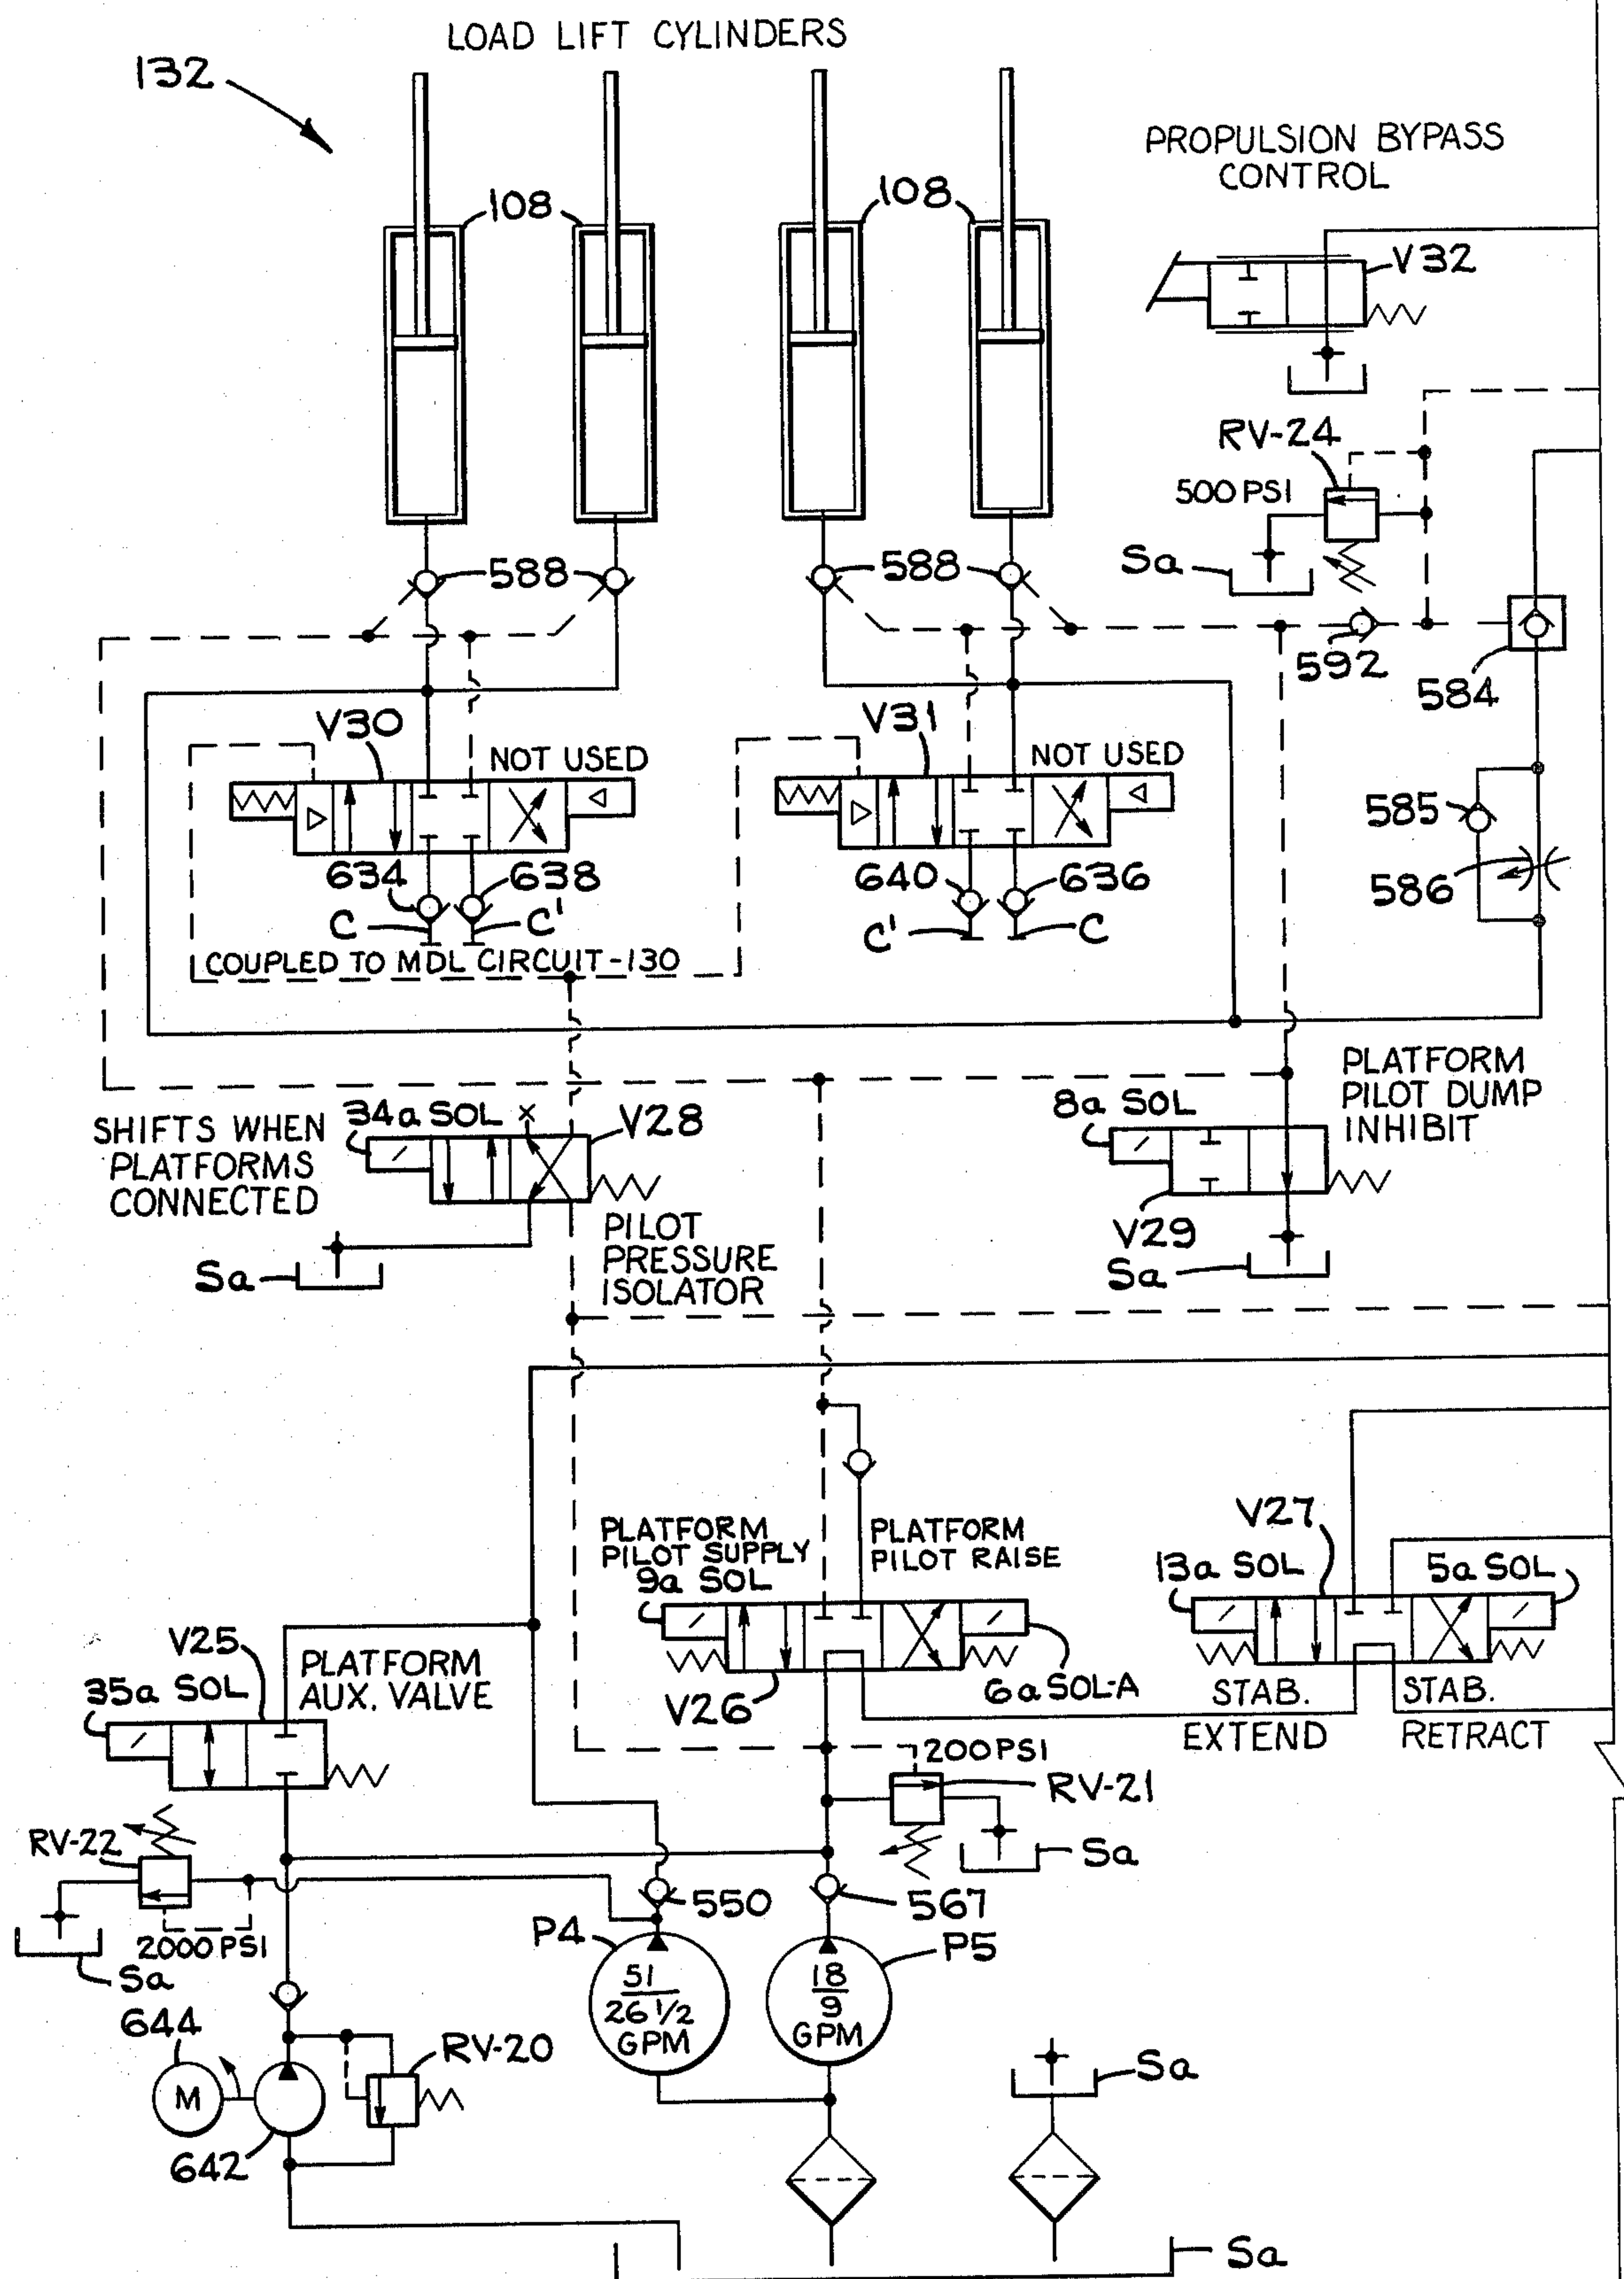 LOAD LIFT CYLINDERS
132
108
108
PROPULSION BYPASS
CONTROL
V32
RV-24
500 PSI
Sa
588
588
592
584
V30
NOT USED
V31
NOT USED
585
586
634
638
640
636
C
C'
C'
C
COUPLED TO MDL CIRCUIT-130
SHIFTS WHEN
PLATFORMS
CONNECTED
34a SOL
X
V28
8a SOL
PLATFORM
PILOT DUMP
INHIBIT
V29
Sa
PILOT
PRESSURE
ISOLATOR
Sa
PLATFORM
PILOT SUPPLY
9a SOL
PLATFORM
PILOT RAISE
V27
13a SOL
5a SOL
V25
35a SOL
PLATFORM
AUX. VALVE
V26
6a SOL-A
STAB.
EXTEND
STAB.
RETRACT
200 PSI
RV-21
Sa
RV-22
2000 PSI
Sa
550
567
P4
P5
51
26 1/2
GPM
18
9
GPM
644
M
642
RV-20
Sa
Sa